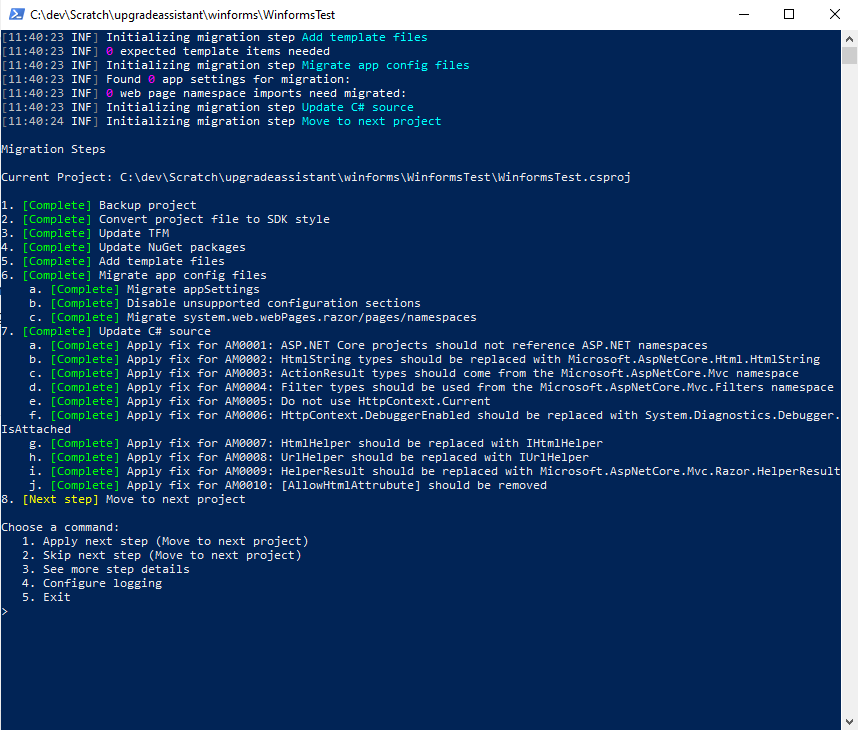 C:\dev\Scratch\upgradeassistant\winforms\WinformsTest
[11:40:23 INF] Initializing migration step Add template files
[11:40:23 INF] 0 expected template items needed
[11:40:23 INF] Initializing migration step Migrate app config files
[11:40:23 INF] Found 0 app settings for migration:
[11:40:23 INF] 0 web page namespace imports need migrated:
[11:40:23 INF] Initializing migration step Update C# source
[11:40:24 INF] Initializing migration step Move to next project
Migration Steps
Current Project: C:\dev\Scratch\upgradeassistant\winforms\WinformsTest\WinformsTest.csproj
1. [Complete] Backup project
2. [Complete] Convert project file to SDK style
3. [Complete] Update TFM
4. [Complete] Update NuGet packages
5. [Complete] Add template files
6. [Complete] Migrate app config files
a. [Complete] Migrate appSettings
b. [Complete] Disable unsupported configuration sections
c. [Complete] Migrate system.web.webPages.razor/pages/namespaces
7. [Complete] Update C# source
a. [Complete] Apply fix for AM0001: ASP.NET Core projects should not reference ASP.NET namespaces
b. [Complete] Apply fix for AM0002: HtmlString types should be replaced with Microsoft.AspNetCore.Html.HtmlString
c. [Complete] Apply fix for AM0003: ActionResult types should come from the Microsoft.AspNetCore.Mvc namespace
d. [Complete] Apply fix for AM0004: Filter types should be used from the Microsoft.AspNetCore.Mvc.Filters namespace
e. [Complete] Apply fix for AM0005: Do not use HttpContext.Current
f. [Complete] Apply fix for AM0006: HttpContext.DebuggerEnabled should be replaced with System.Diagnostics.Debugger.
IsAttached
g. [Complete] Apply fix for AM0007: HtmlHelper should be replaced with IHtmlHelper
h. [Complete] Apply fix for AM0008: UrlHelper should be replaced with IUrlHelper
i. [Complete] Apply fix for AM0009: HelperResult should be replaced with Microsoft.AspNetCore.Mvc.Razor.HelperResult
j. [Complete] Apply fix for AM0010: [AllowHtmlAttrubute] should be removed
8. [Next step] Move to next project
Choose a command:
1. Apply next step (Move to next project)
2. Skip next step (Move to next project)
3. See more step details
4. Configure logging
5. Exit
>